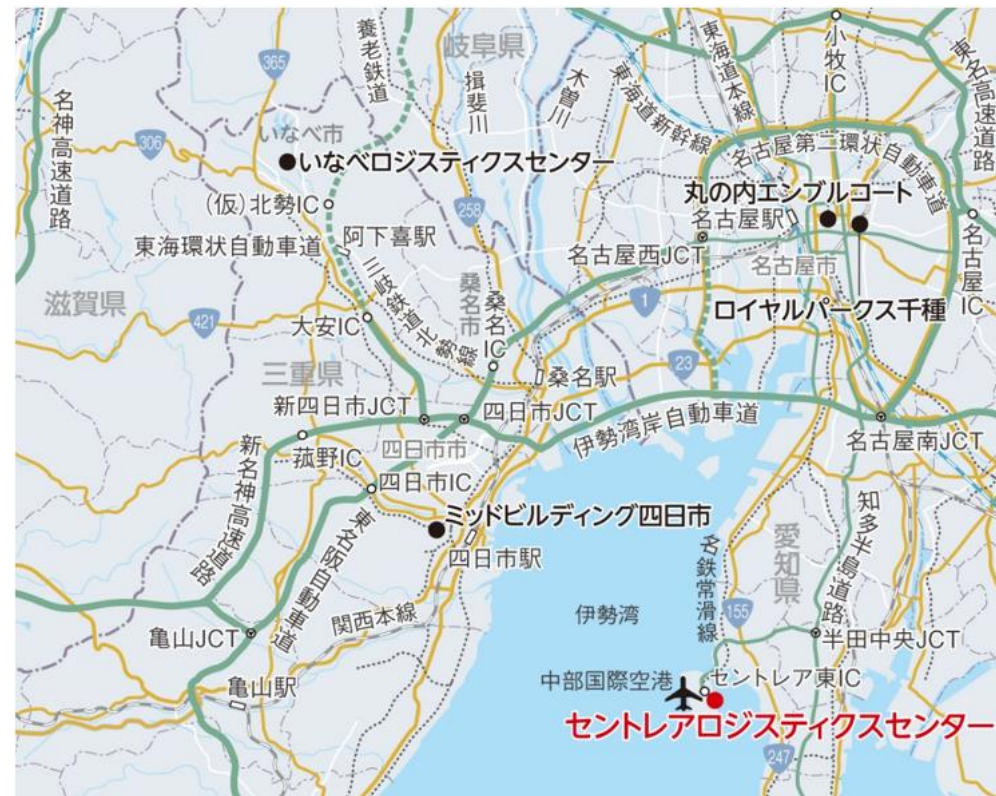 養老鉄道
岐阜県
揖斐川
木曽川
東海道新幹線
東海道本線
小牧IC
東名高速道路
365
名神高速道路
306
いなべ市
いなべロジスティクスセンター
名古屋第二環状自動車道
丸の内エンブルコート
(仮)北勢IC
258
名古屋駅
阿下喜駅
東海環状自動車道
名古屋西JCT
名古屋市
名古屋IC
三岐鉄道北勢線
桑名市
桑名IC
滋賀県
421
大安IC
1
ロイヤルパークス千種
23
三重県
桑名駅
新四日市JCT
四日市JCT
伊勢湾岸自動車道
名古屋南JCT
四日市市
菰野IC
新名神高速道路
四日市IC
ミッドビルディング四日市
東名阪自動車道
四日市駅
名鉄常滑線
愛知県
知多半島道路
関西本線
伊勢湾
155
亀山JCT
半田中央JCT
亀山駅
中部国際空港
セントレア東IC
セントレアロジスティクスセンター
247